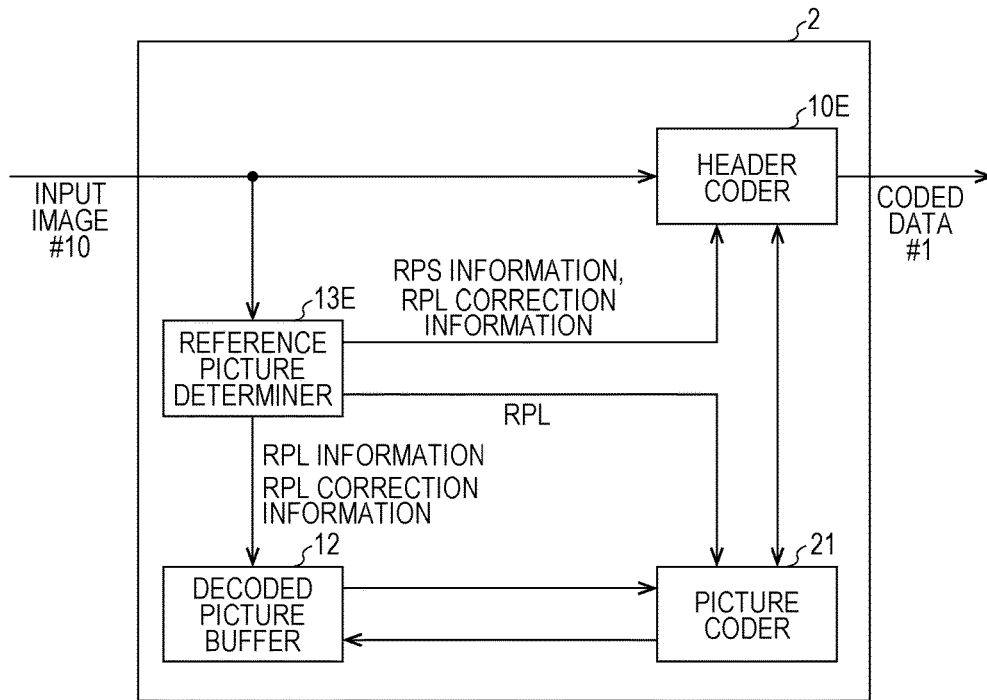 2
10E
HEADER
CODER
INPUT
IMAGE
#10
CODED
DATA
#1
RPS INFORMATION,
RPL CORRECTION
INFORMATION
13E
REFERENCE
PICTURE
DETERMINER
RPL
RPL INFORMATION
RPL CORRECTION
INFORMATION
12
DECODED
PICTURE
BUFFER
21
PICTURE
CODER